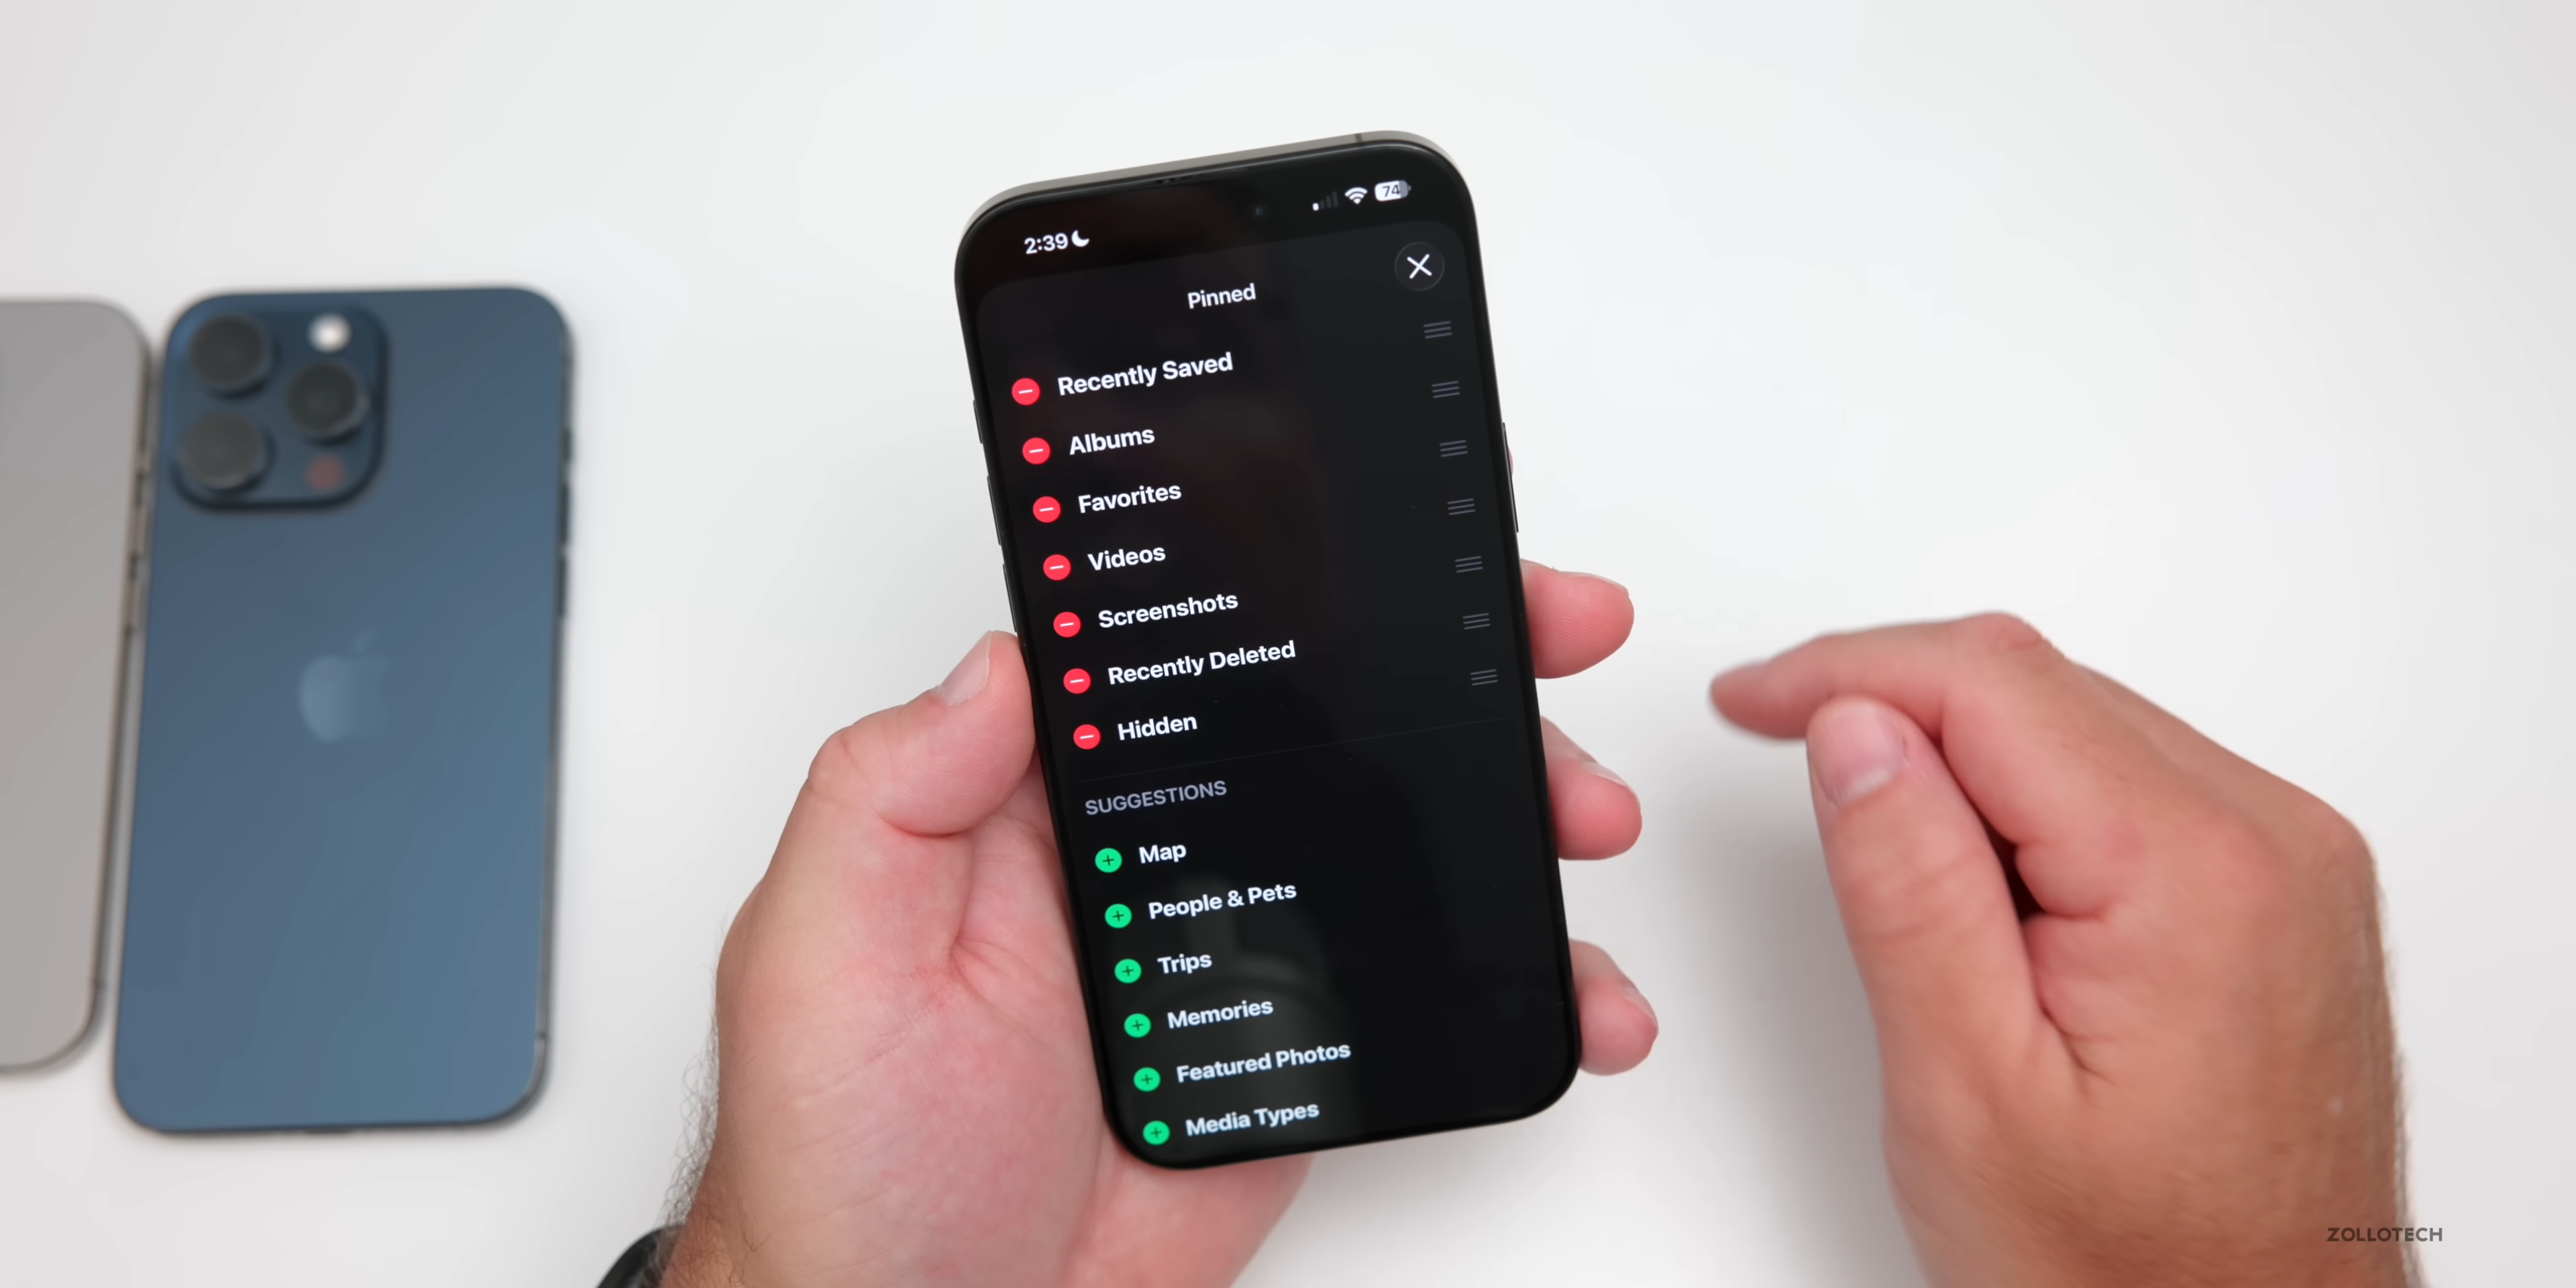 2:39
74
Pinned
Recently Saved
Albums
Favorites
Videos
Screenshots
Recently Deleted
Hidden
SUGGESTIONS
Map
People & Pets
Trips
Memories
Featured Photos
Media Types
ZOLLOTECH